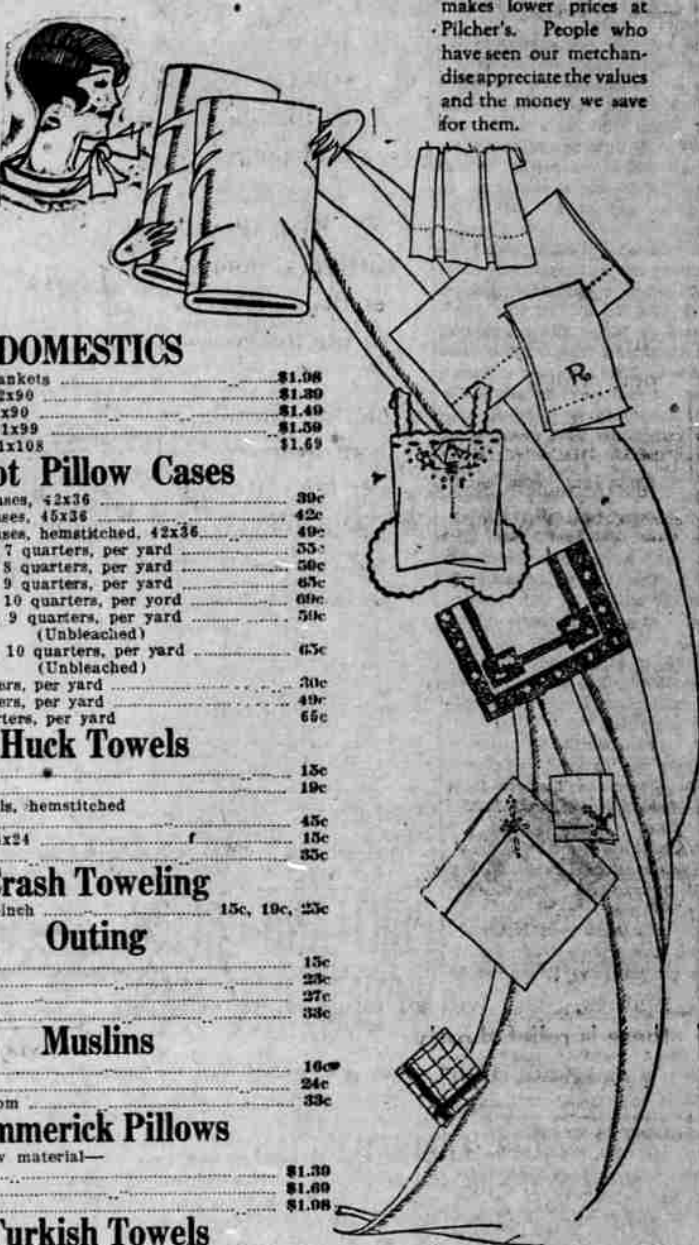 makes lower prices at
Pilcher's. People who
have seen our merchan-
dise appreciate the values
and the money we save
for them.
R
DOMESTICS
ankets $1.98
2x90 $1.39
x90 $1.49
1x99 $1.59
1x108 $1.69
ot Pillow Cases
ases, 42x36 39c
ases, 45x36 42c
ases, hemstitched, 42x36 49c
7 quarters, per yard 55c
8 quarters, per yard
9 quarters, per yard 65c
10 quarters, per yord 69c
9 quarters, per yard 59c
(Unbleached)
10 quarters, per yard 65c
(Unbleached)
ers, per yard 30c
ers, per yard 49c
rters, per yard 65c
Huck Towels
15c
19c
ls, hemstitched
45c
x24 15c
35c
rash Toweling
inch 15c, 19c, 25c
Outing
15c
23c
27c
33c
Muslins
16c
24c
om 33c
mmerick Pillows
w material—
$1.39
$1.69
$1.98
Turkish Towels